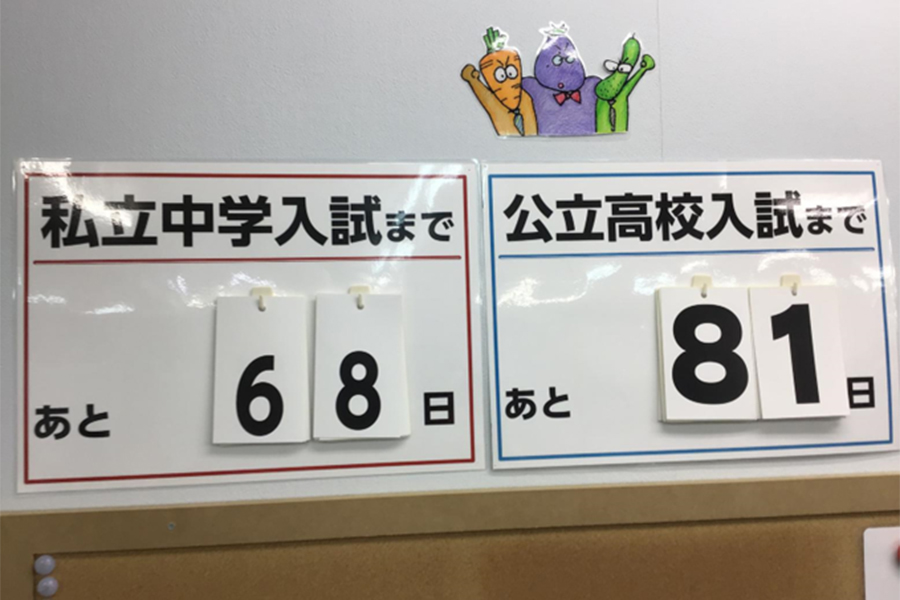 私立中学入試まで
あと 68 日
公立高校入試まで
あと 81 日